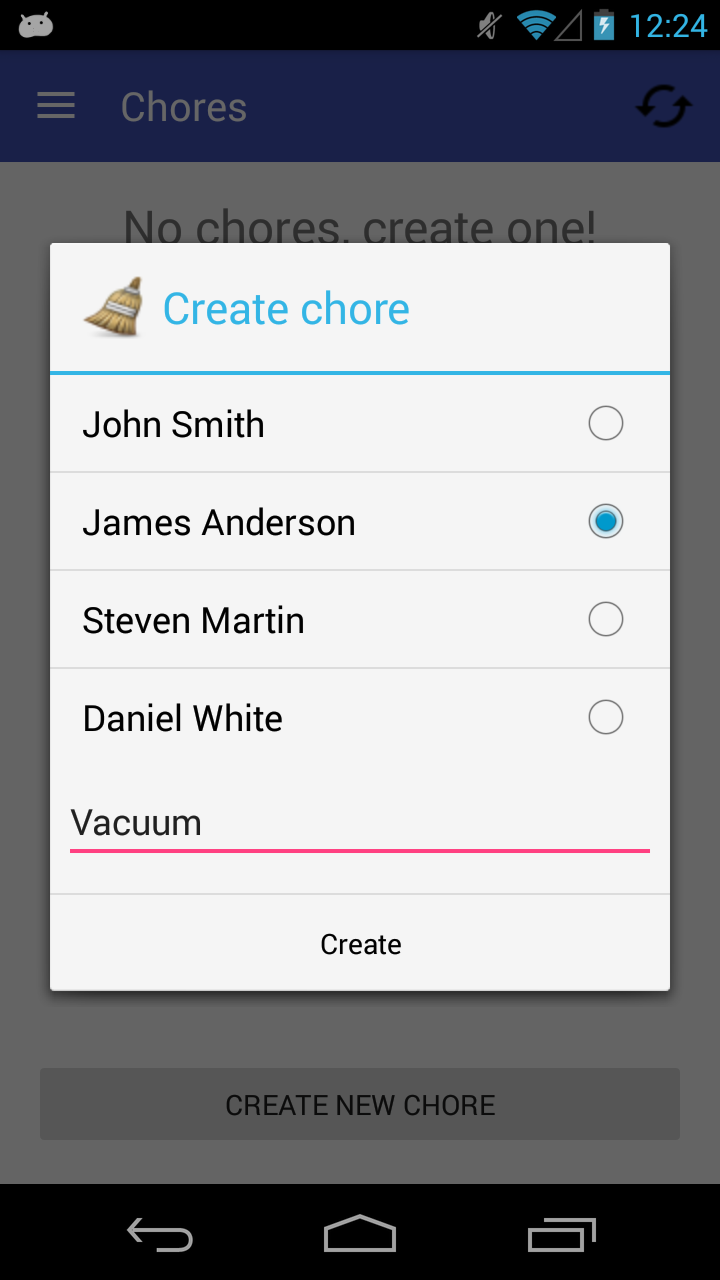 12:24
Chores
No chores, create one!
Create chore
John Smith
James Anderson
Steven Martin
Daniel White
Vacuum
Create
CREATE NEW CHORE